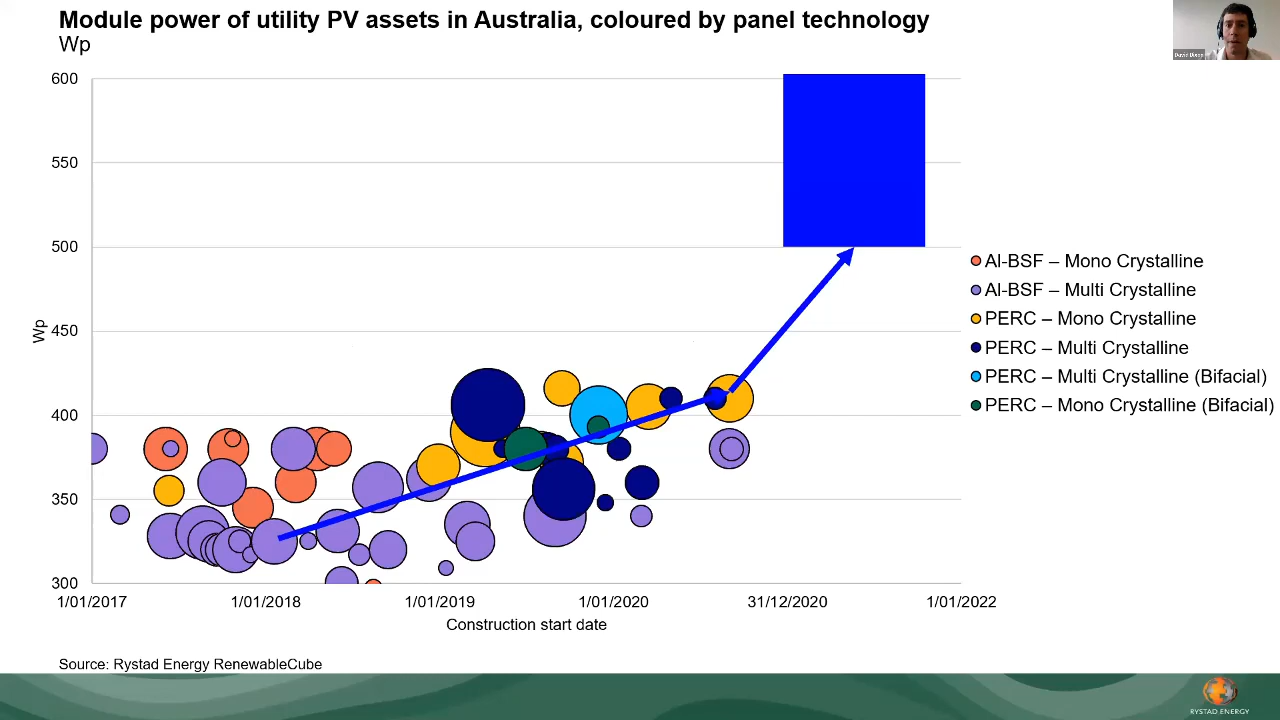 Module power of utility PV assets in Australia, coloured by panel technology
Wp
David Dixon
600
550
500
450
400
350
300
Wp
1/01/2017
1/01/2018
1/01/2019
1/01/2020
31/12/2020
1/01/2022
Construction start date
Al-BSF – Mono Crystalline
Al-BSF – Multi Crystalline
PERC – Mono Crystalline
PERC – Multi Crystalline
PERC – Multi Crystalline (Bifacial)
PERC – Mono Crystalline (Bifacial)
Source: Rystad Energy RenewableCube
RYSTAD ENERGY